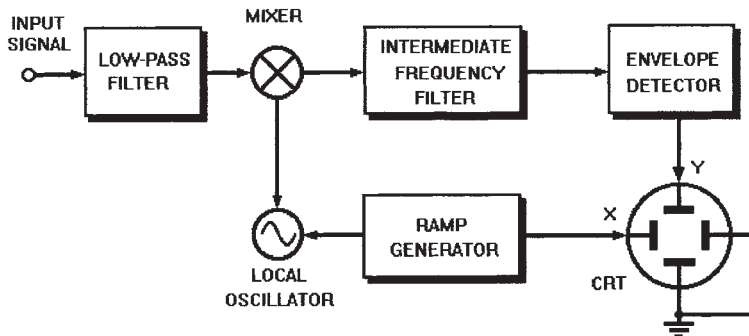 INPUT
SIGNAL
LOW-PASS
FILTER
MIXER
INTERMEDIATE
FREQUENCY
FILTER
ENVELOPE
DETECTOR
Y
X
RAMP
GENERATOR
LOCAL
OSCILLATOR
CRT